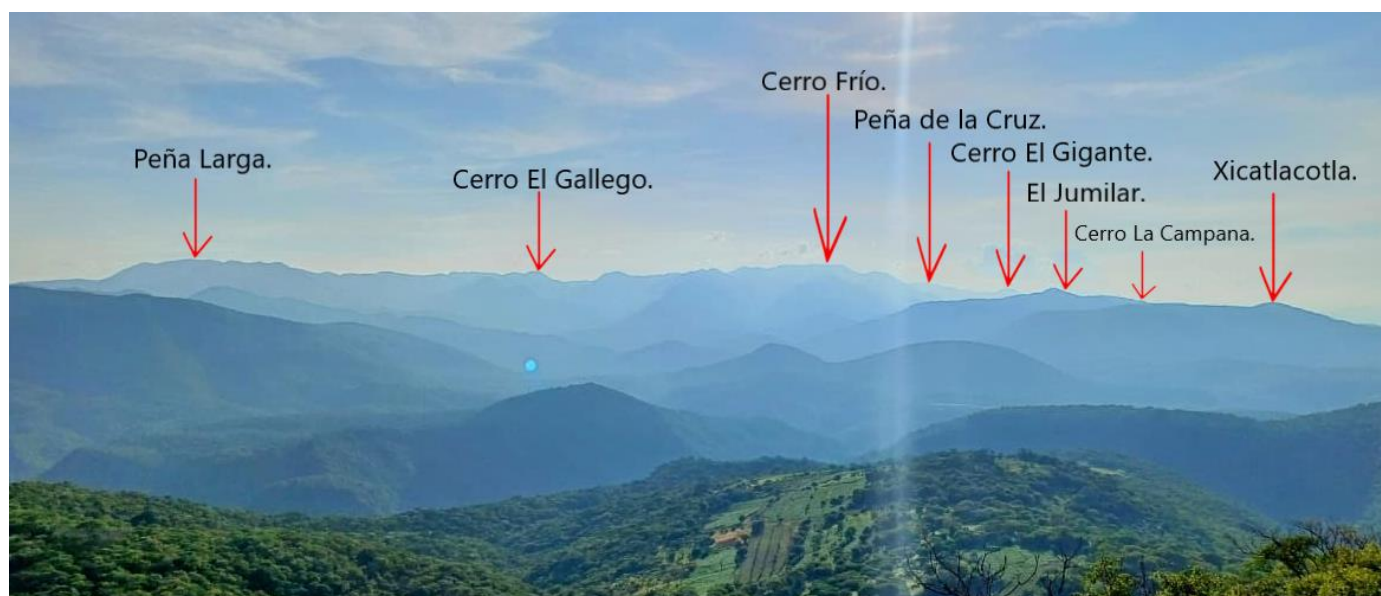 Peña Larga.
Cerro El Gallego.
Cerro Frío.
Peña de la Cruz.
Cerro El Gigante.
El Jumilar.
Cerro La Campana.
Xicatlacotla.